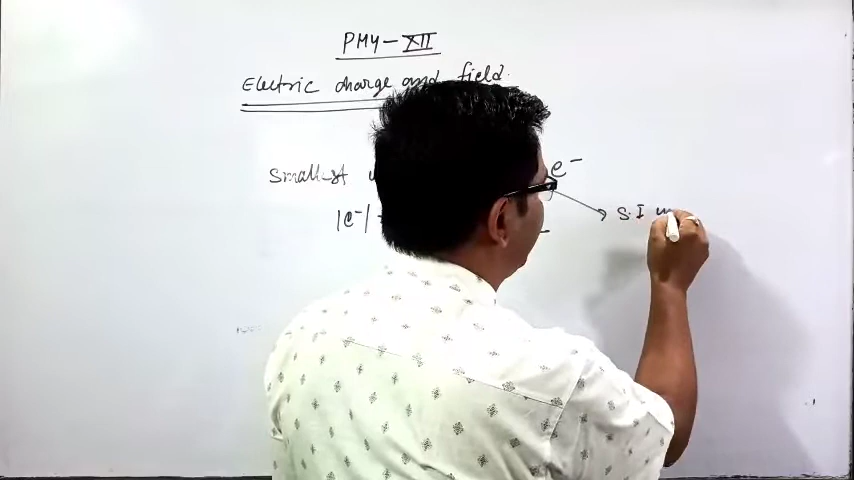 PHY-XII
Electric charge and field.
Smallest e⁻
|e⁻|
S.I